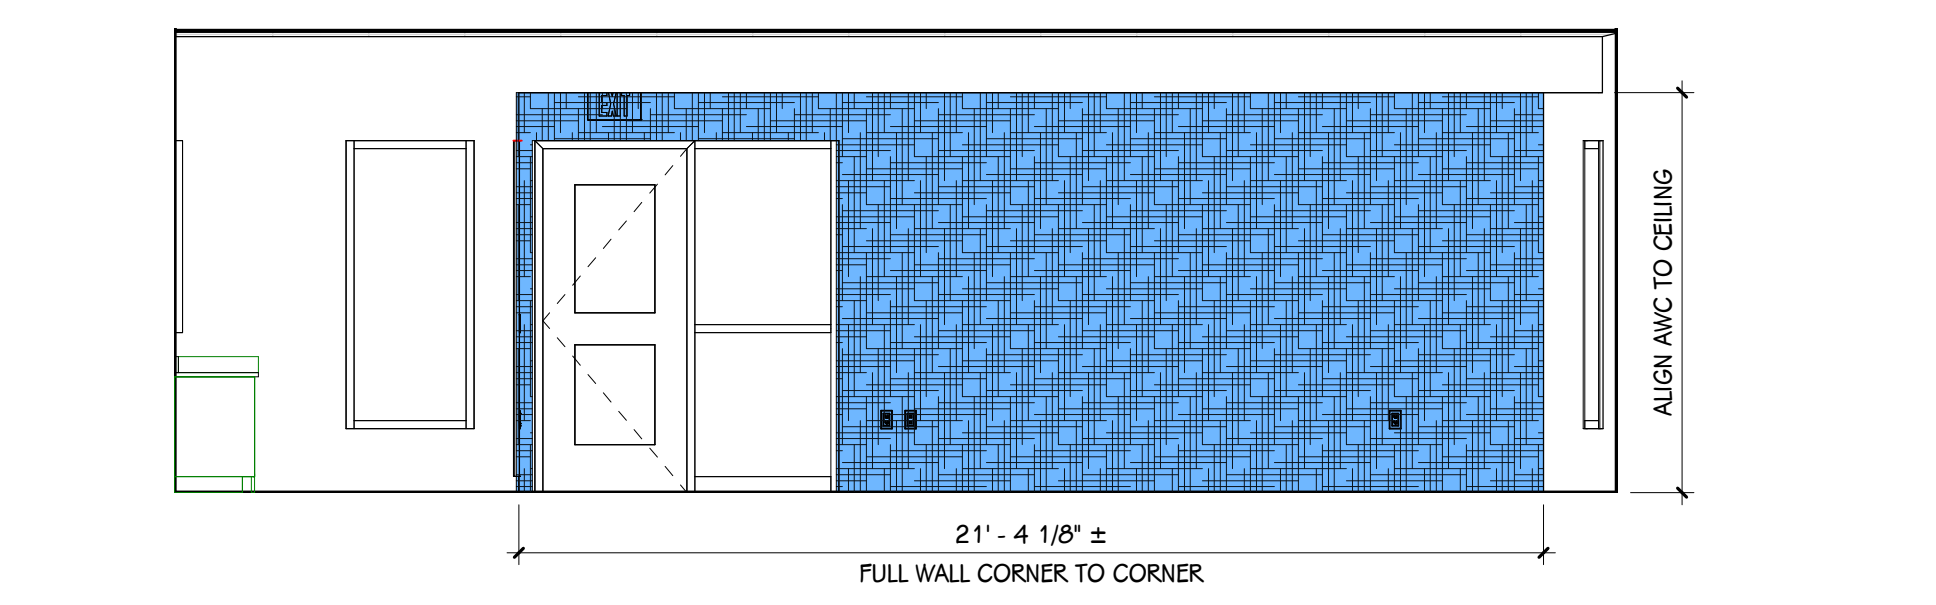 EXIT
ALIGN AWC TO CEILING
21' - 4 1/8" ±
FULL WALL CORNER TO CORNER